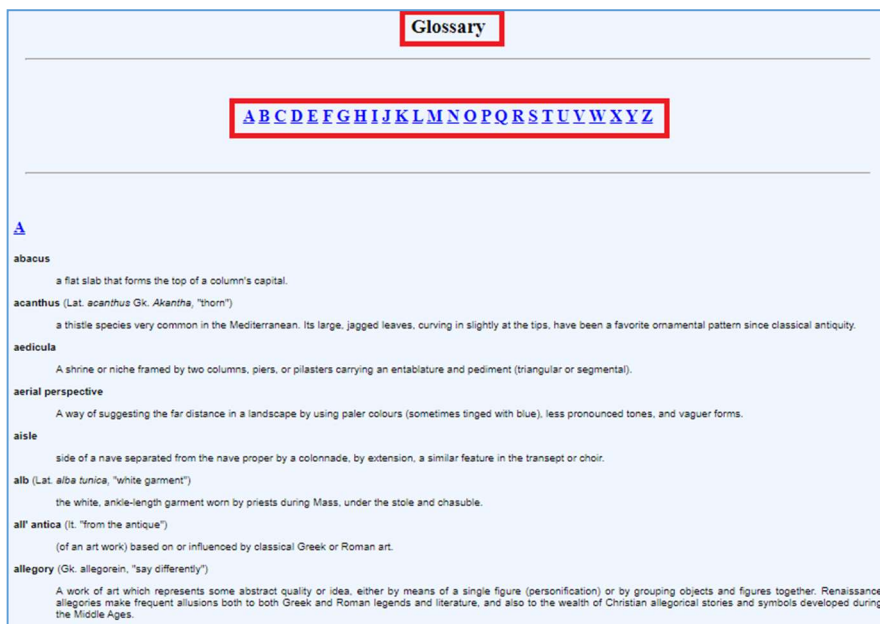 Glossary
A B C D E F G H I J K L M N O P Q R S T U V W X Y Z
A
abacus
a flat slab that forms the top of a column's capital.
acanthus (Lat. acanthus Gk. Akantha, "thorn")
a thistle species very common in the Mediterranean. Its large, jagged leaves, curving in slightly at the tips, have been a favorite ornamental pattern since classical antiquity.
aedicula
A shrine or niche framed by two columns, piers, or pilasters carrying an entablature and pediment (triangular or segmental).
aerial perspective
A way of suggesting the far distance in a landscape by using paler colours (sometimes tinged with blue), less pronounced tones, and vaguer forms.
aisle
side of a nave separated from the nave proper by a colonnade, by extension, a similar feature in the transept or choir.
alb (Lat. alba tunica, "white garment")
the white, ankle-length garment worn by priests during Mass, under the stole and chasuble.
all' antica (It. "from the antique")
(of an art work) based on or influenced by classical Greek or Roman art.
allegory (Gk. allegorein, "say differently")
A work of art which represents some abstract quality or idea, either by means of a single figure (personification) or by grouping objects and figures together. Renaissance
allegories make frequent allusions both to both Greek and Roman legends and literature, and also to the wealth of Christian allegorical stories and symbols developed during
the Middle Ages.